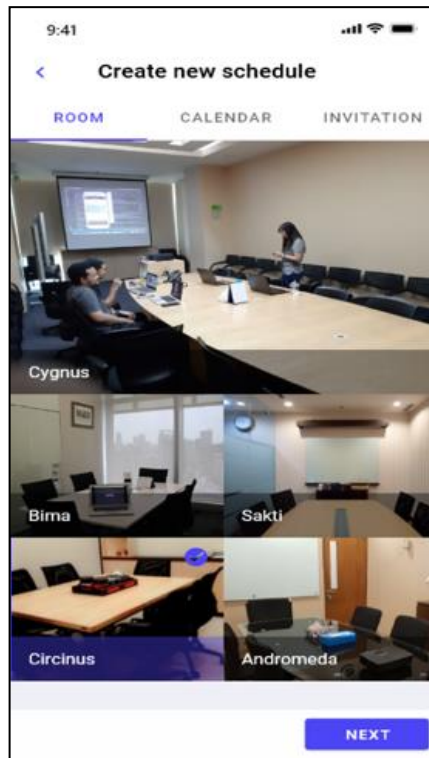 9:41
Create new schedule
ROOM CALENDAR INVITATION
Cygnus
Bima Sakti
Circinus Andromeda
NEXT